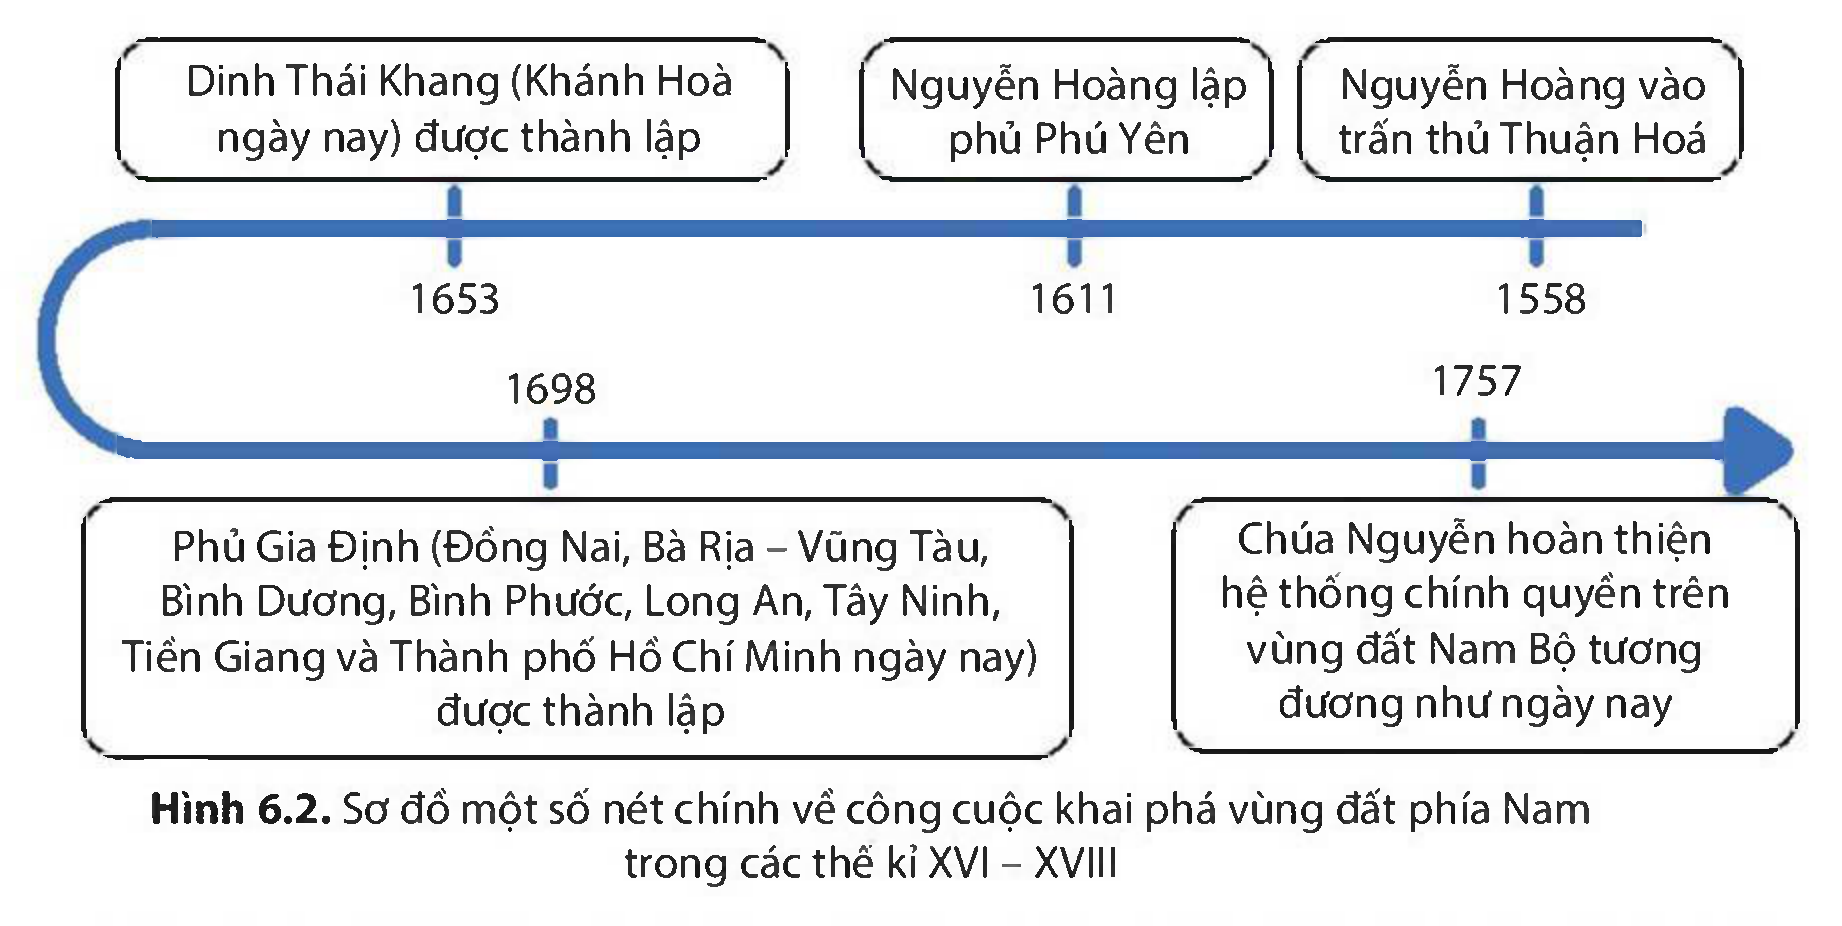 Dinh Thái Khang (Khánh Hoà
ngày nay) được thành lập
Nguyễn Hoàng lập
phủ Phú Yên
Nguyễn Hoàng vào
trấn thủ Thuận Hoá
1653
1611
1558
1698
1757
Phủ Gia Định (Đồng Nai, Bà Rịa – Vũng Tàu,
Bình Dương, Bình Phước, Long An, Tây Ninh,
Tiền Giang và Thành phố Hồ Chí Minh ngày nay)
được thành lập
Chúa Nguyễn hoàn thiện
hệ thống chính quyền trên
vùng đất Nam Bộ tương
đương như ngày nay
Hình 6.2. Sơ đồ một số nét chính về công cuộc khai phá vùng đất phía Nam
trong các thế kỉ XVI – XVIII